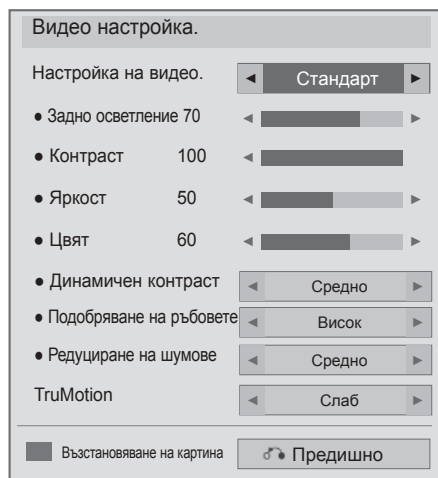 Видео настройка.
Настройка на видео. ◄ Стандарт ►
● Задно осветление 70 ◄ ►
● Контраст 100 ◄
● Яркост 50 ◄ ►
● Цвят 60 ◄ ►
● Динамичен контраст ◄ Средно ►
● Подобряване на ръбовете ◄ Висок ►
● Редуциране на шумове ◄ Средно ►
TruMotion ◄ Слаб ►
Възстановяване на картина Предишно